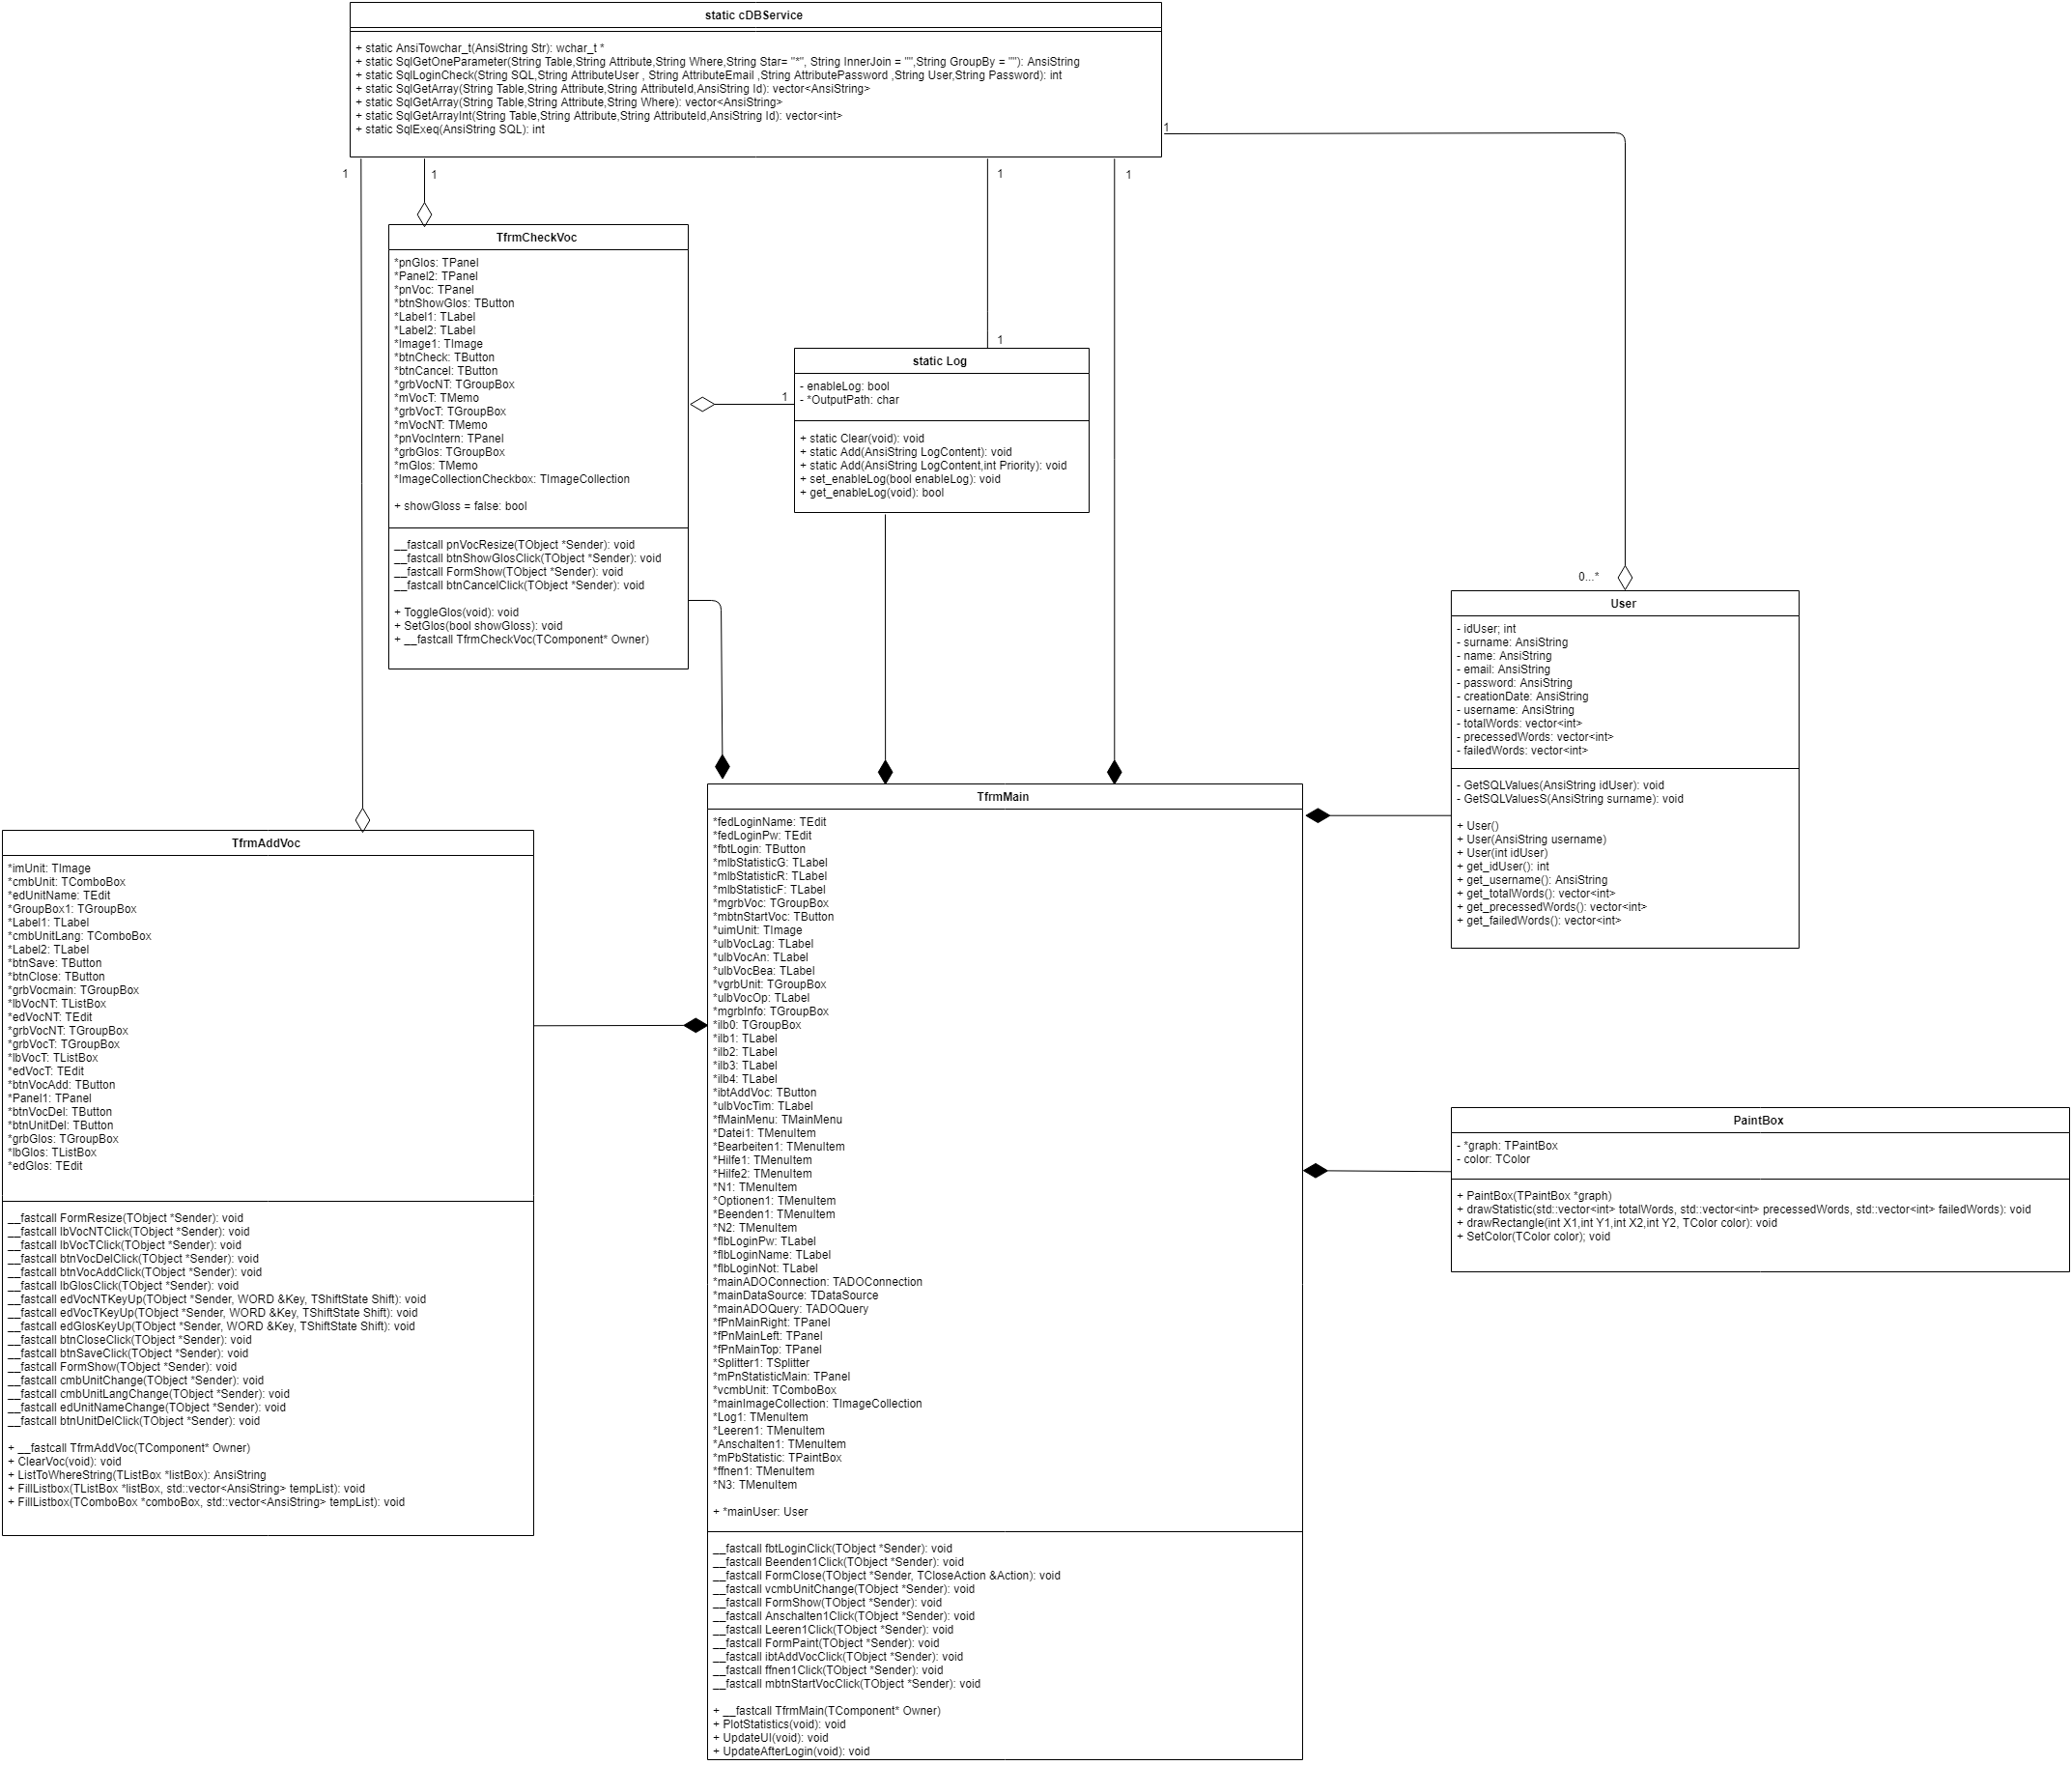 static cDBService
+ static AnsiTowchar_t(AnsiString Str): wchar_t *
+ static SqlGetOneParameter(String Table,String Attribute,String Where,String Star= "*", String InnerJoin = "",String GroupBy = ""): AnsiString
+ static SqlLoginCheck(String SQL,String AttributeUser , String AttributeEmail ,String AttributePassword ,String User,String Password): int
+ static SqlGetArray(String Table,String Attribute,String AttributeId,AnsiString Id): vector<AnsiString>
+ static SqlGetArray(String Table,String Attribute,String Where): vector<AnsiString>
+ static SqlGetArrayInt(String Table,String Attribute,String AttributeId,AnsiString Id): vector<int>
+ static SqlExeq(AnsiString SQL): int
1
1
1
1
1
TfrmCheckVoc
*pnGlos: TPanel
*Panel2: TPanel
*pnVoc: TPanel
*btnShowGlos: TButton
*Label1: TLabel
*Label2: TLabel
*Image1: TImage
*btnCheck: TButton
*btnCancel: TButton
*grbVocNT: TGroupBox
*mVocT: TMemo
*grbVocT: TGroupBox
*mVocNT: TMemo
*pnVocIntern: TPanel
*grbGlos: TGroupBox
*mGlos: TMemo
*ImageCollectionCheckbox: TImageCollection
+ showGloss = false: bool
__fastcall pnVocResize(TObject *Sender): void
__fastcall btnShowGlosClick(TObject *Sender): void
__fastcall FormShow(TObject *Sender): void
__fastcall btnCancelClick(TObject *Sender): void
+ ToggleGlos(void): void
+ SetGlos(bool showGloss): void
+ __fastcall TfrmCheckVoc(TComponent* Owner)
1
1
static Log
- enableLog: bool
- *OutputPath: char
+ static Clear(void): void
+ static Add(AnsiString LogContent): void
+ static Add(AnsiString LogContent,int Priority): void
+ set_enableLog(bool enableLog): void
+ get_enableLog(void): bool
0...*
User
- idUser; int
- surname: AnsiString
- name: AnsiString
- email: AnsiString
- password: AnsiString
- creationDate: AnsiString
- username: AnsiString
- totalWords: vector<int>
- precessedWords: vector<int>
- failedWords: vector<int>
- GetSQLValues(AnsiString idUser): void
- GetSQLValuesS(AnsiString surname): void
+ User()
+ User(AnsiString username)
+ User(int idUser)
+ get_idUser(): int
+ get_username(): AnsiString
+ get_totalWords(): vector<int>
+ get_precessedWords(): vector<int>
+ get_failedWords(): vector<int>
TfrmAddVoc
*imUnit: TImage
*cmbUnit: TComboBox
*edUnitName: TEdit
*GroupBox1: TGroupBox
*Label1: TLabel
*cmbUnitLang: TComboBox
*Label2: TLabel
*btnSave: TButton
*btnClose: TButton
*grbVocmain: TGroupBox
*lbVocNT: TListBox
*edVocNT: TEdit
*grbVocNT: TGroupBox
*grbVocT: TGroupBox
*lbVocT: TListBox
*edVocT: TEdit
*btnVocAdd: TButton
*Panel1: TPanel
*btnVocDel: TButton
*btnUnitDel: TButton
*grbGlos: TGroupBox
*lbGlos: TListBox
*edGlos: TEdit
__fastcall FormResize(TObject *Sender): void
__fastcall lbVocNTClick(TObject *Sender): void
__fastcall lbVocTClick(TObject *Sender): void
__fastcall btnVocDelClick(TObject *Sender): void
__fastcall btnVocAddClick(TObject *Sender): void
__fastcall lbGlosClick(TObject *Sender): void
__fastcall edVocNTKeyUp(TObject *Sender, WORD &Key, TShiftState Shift): void
__fastcall edVocTKeyUp(TObject *Sender, WORD &Key, TShiftState Shift): void
__fastcall edGlosKeyUp(TObject *Sender, WORD &Key, TShiftState Shift): void
__fastcall btnCloseClick(TObject *Sender): void
__fastcall btnSaveClick(TObject *Sender): void
__fastcall FormShow(TObject *Sender): void
__fastcall cmbUnitChange(TObject *Sender): void
__fastcall cmbUnitLangChange(TObject *Sender): void
__fastcall edUnitNameChange(TObject *Sender): void
__fastcall btnUnitDelClick(TObject *Sender): void
+ __fastcall TfrmAddVoc(TComponent* Owner)
+ ClearVoc(void): void
+ ListToWhereString(TListBox *listBox): AnsiString
+ FillListbox(TListBox *listBox, std::vector<AnsiString> tempList): void
+ FillListbox(TComboBox *comboBox, std::vector<AnsiString> tempList): void
TfrmMain
*fedLoginName: TEdit
*fedLoginPw: TEdit
*fbtLogin: TButton
*mlbStatisticG: TLabel
*mlbStatisticR: TLabel
*mlbStatisticF: TLabel
*mgrbVoc: TGroupBox
*mbtnStartVoc: TButton
*uimUnit: TImage
*ulbVocLag: TLabel
*ulbVocAn: TLabel
*ulbVocBea: TLabel
*vgrbUnit: TGroupBox
*ulbVocOp: TLabel
*mgrbInfo: TGroupBox
*ilb0: TGroupBox
*ilb1: TLabel
*ilb2: TLabel
*ilb3: TLabel
*ilb4: TLabel
*ibtAddVoc: TButton
*ulbVocTim: TLabel
*fMainMenu: TMainMenu
*Datei1: TMenuItem
*Bearbeiten1: TMenuItem
*Hilfe1: TMenuItem
*Hilfe2: TMenuItem
*N1: TMenuItem
*Optionen1: TMenuItem
*Beenden1: TMenuItem
*N2: TMenuItem
*flbLoginPw: TLabel
*flbLoginName: TLabel
*flbLoginNot: TLabel
*mainADOConnection: TADOConnection
*mainDataSource: TDataSource
*mainADOQuery: TADOQuery
*fPnMainRight: TPanel
*fPnMainLeft: TPanel
*fPnMainTop: TPanel
*Splitter1: TSplitter
*mPnStatisticMain: TPanel
*vcmbUnit: TComboBox
*mainImageCollection: TImageCollection
*Log1: TMenuItem
*Leeren1: TMenuItem
*Anschalten1: TMenuItem
*mPbStatistic: TPaintBox
*ffnen1: TMenuItem
*N3: TMenuItem
+ *mainUser: User
__fastcall fbtLoginClick(TObject *Sender): void
__fastcall Beenden1Click(TObject *Sender): void
__fastcall FormClose(TObject *Sender, TCloseAction &Action): void
__fastcall vcmbUnitChange(TObject *Sender): void
__fastcall FormShow(TObject *Sender): void
__fastcall Anschalten1Click(TObject *Sender): void
__fastcall Leeren1Click(TObject *Sender): void
__fastcall FormPaint(TObject *Sender): void
__fastcall ibtAddVocClick(TObject *Sender): void
__fastcall ffnen1Click(TObject *Sender): void
__fastcall mbtnStartVocClick(TObject *Sender): void
+ __fastcall TfrmMain(TComponent* Owner)
+ PlotStatistics(void): void
+ UpdateUI(void): void
+ UpdateAfterLogin(void): void
PaintBox
- *graph: TPaintBox
- color: TColor
+ PaintBox(TPaintBox *graph)
+ drawStatistic(std::vector<int> totalWords, std::vector<int> precessedWords, std::vector<int> failedWords): void
+ drawRectangle(int X1,int Y1,int X2,int Y2, TColor color): void
+ SetColor(TColor color); void